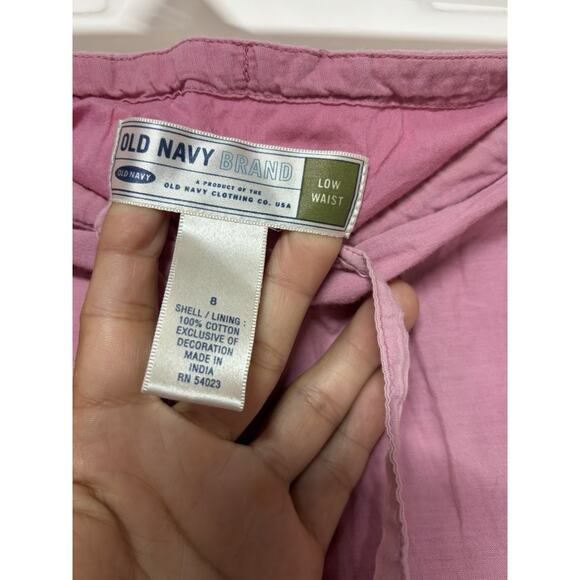 OLD NAVY BRAND
OLD NAVY
A PRODUCT OF THE
OLD NAVY CLOTHING CO. USA
LOW
WAIST
8
SHELL / LINING :
100% COTTON
EXCLUSIVE OF
DECORATION
MADE IN
INDIA
RN 54023